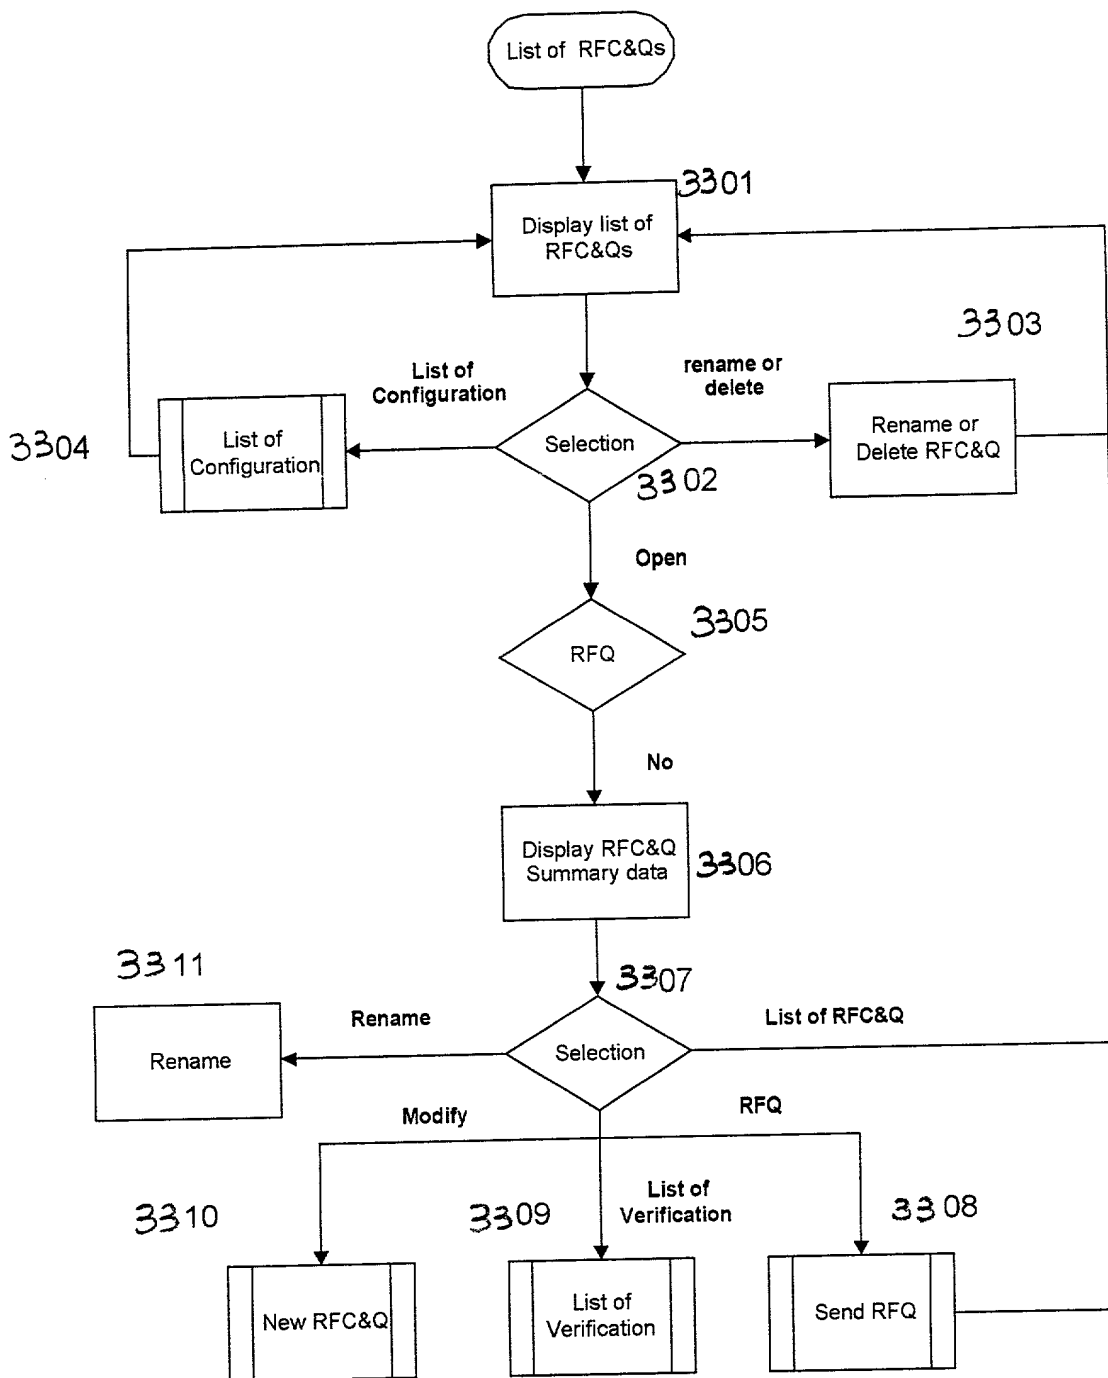 List of RFC&Qs
3301
Display list of
RFC&Qs
3303
List of
Configuration
rename or
delete
3304
List of
Configuration
Selection
Rename or
Delete RFC&Q
3302
Open
3305
RFQ
No
Display RFC&Q
Summary data
3306
3311
3307
Rename
List of RFC&Q
Rename
Selection
Modify
RFQ
3310
3309
List of
Verification
3308
New RFC&Q
List of
Verification
Send RFQ